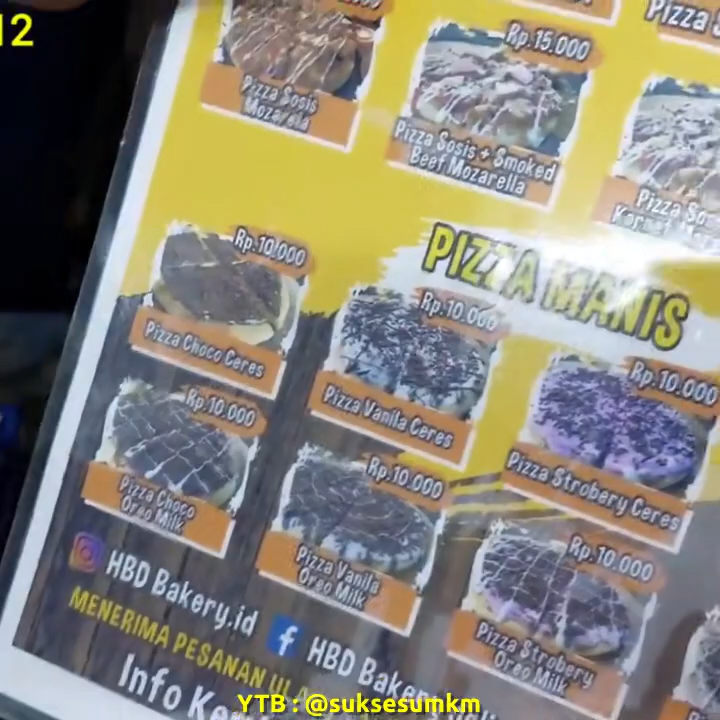 12
Pizza Sosis
Mozarella
Rp.15.000
Pizza Sosis + Smoked
Beef Mozarella
Pizza
Pizza
PIZZA MANIS
Rp.10.000
Pizza Choco Ceres
Rp.10.000
Pizza Vanila Ceres
Rp.10.000
Pizza Strobery Ceres
Rp.10.000
Pizza Choco
Oreo Milk
Rp.10.000
Pizza Vanila
Oreo Milk
Rp.10.000
Pizza Strobery
Oreo Milk
HBD Bakery.id
HBD
MENERIMA PESANAN
Info
YTB : @suksesumkm